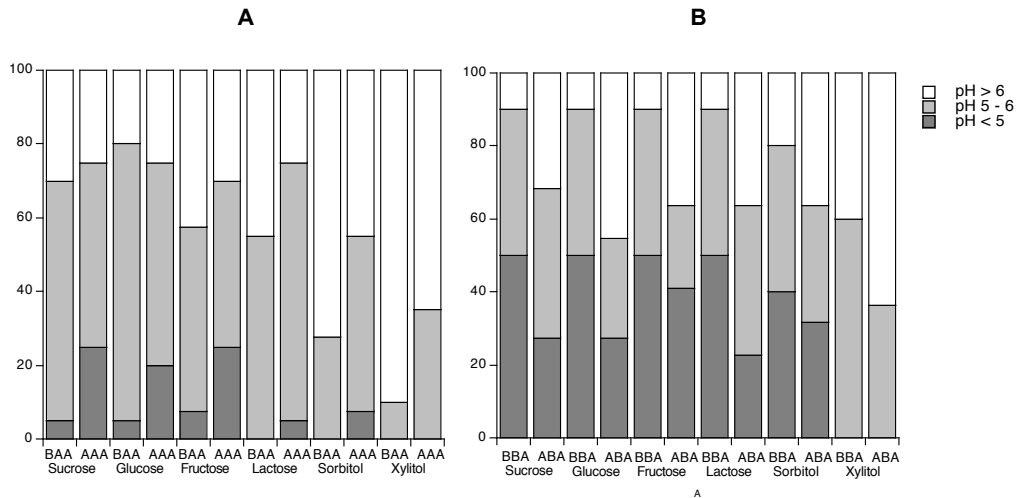 A
B
100
80
60
40
20
0
BAA AAA BAA AAA BAA AAA BAA AAA BAA AAA BAA AAA
Sucrose Glucose Fructose Lactose Sorbitol Xylitol
100
80
60
40
20
0
BBA ABA BBA ABA BBA ABA BBA ABA BBA ABA BBA ABA
Sucrose Glucose Fructose Lactose Sorbitol Xylitol
A
pH > 6
pH 5 - 6
pH < 5